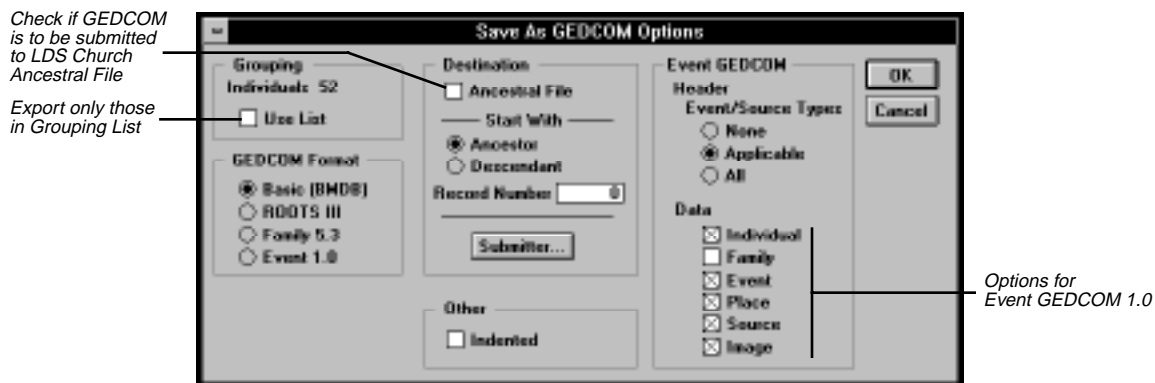 Check if GEDCOM
is to be submitted
to LDS Church
Ancestral File
Export only those
in Grouping List
Save As GEDCOM Options
Grouping
Individuals 52
Use List
GEDCOM Format
Basic (BMDB)
ROOTS III
Family 5.3
Event 1.0
Destination
Ancestral File
Start With
Ancestor
Descendant
Record Number 0
Submitter...
Other
Indented
Event GEDCOM
Header
Event/Source Types
None
Applicable
All
Data
Individual
Family
Event
Place
Source
Image
OK
Cancel
Options for
Event GEDCOM 1.0